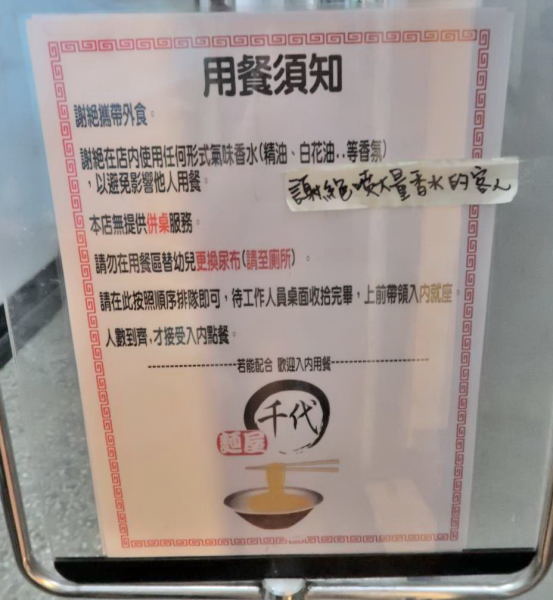 用餐須知
謝絕攜帶外食。
謝絕在店內使用任何形式氣味香水(精油、白花油..等香氛)
，以避免影響他人用餐。
謝絕噴大量香水的客人
本店無提供併桌服務。
請勿在用餐區替幼兒更換尿布(請至廁所)。
請在此按照順序排隊即可，待工作人員桌面收拾完畢，上前帶領入內就座。
人數到齊,才接受入內點餐。
若能配合 歡迎入內用餐
千代
麵屋